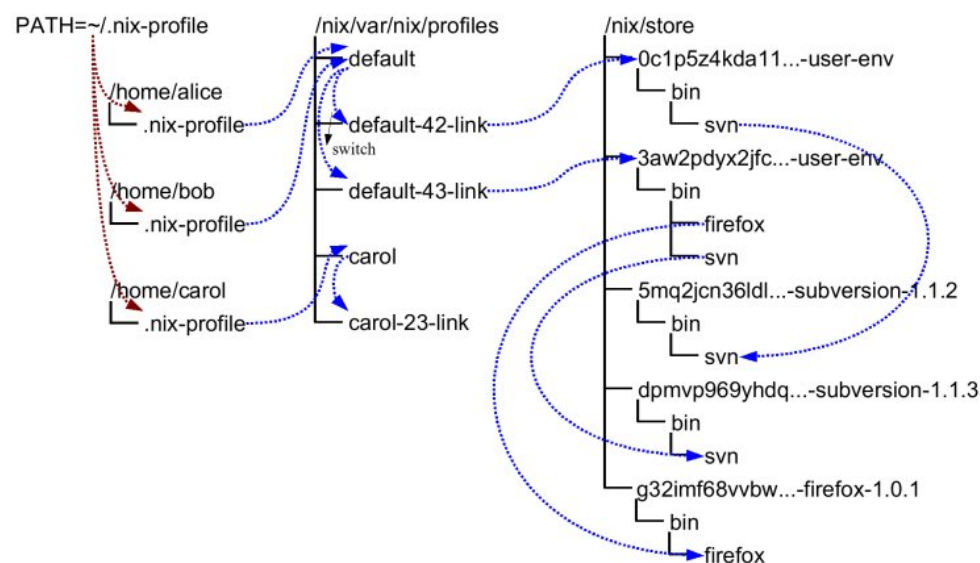 PATH=~/.nix-profile
/home/alice
.nix-profile
/home/bob
.nix-profile
/home/carol
.nix-profile
/nix/var/nix/profiles
default
default-42-link
switch
default-43-link
carol
carol-23-link
/nix/store
0c1p5z4kda11...-user-env
bin
svn
3aw2pdyx2jfc...-user-env
bin
firefox
svn
5mq2jcn36ldl...-subversion-1.1.2
bin
svn
dpmvp969yhdq...-subversion-1.1.3
bin
svn
g32imf68vvbw...-firefox-1.0.1
bin
firefox